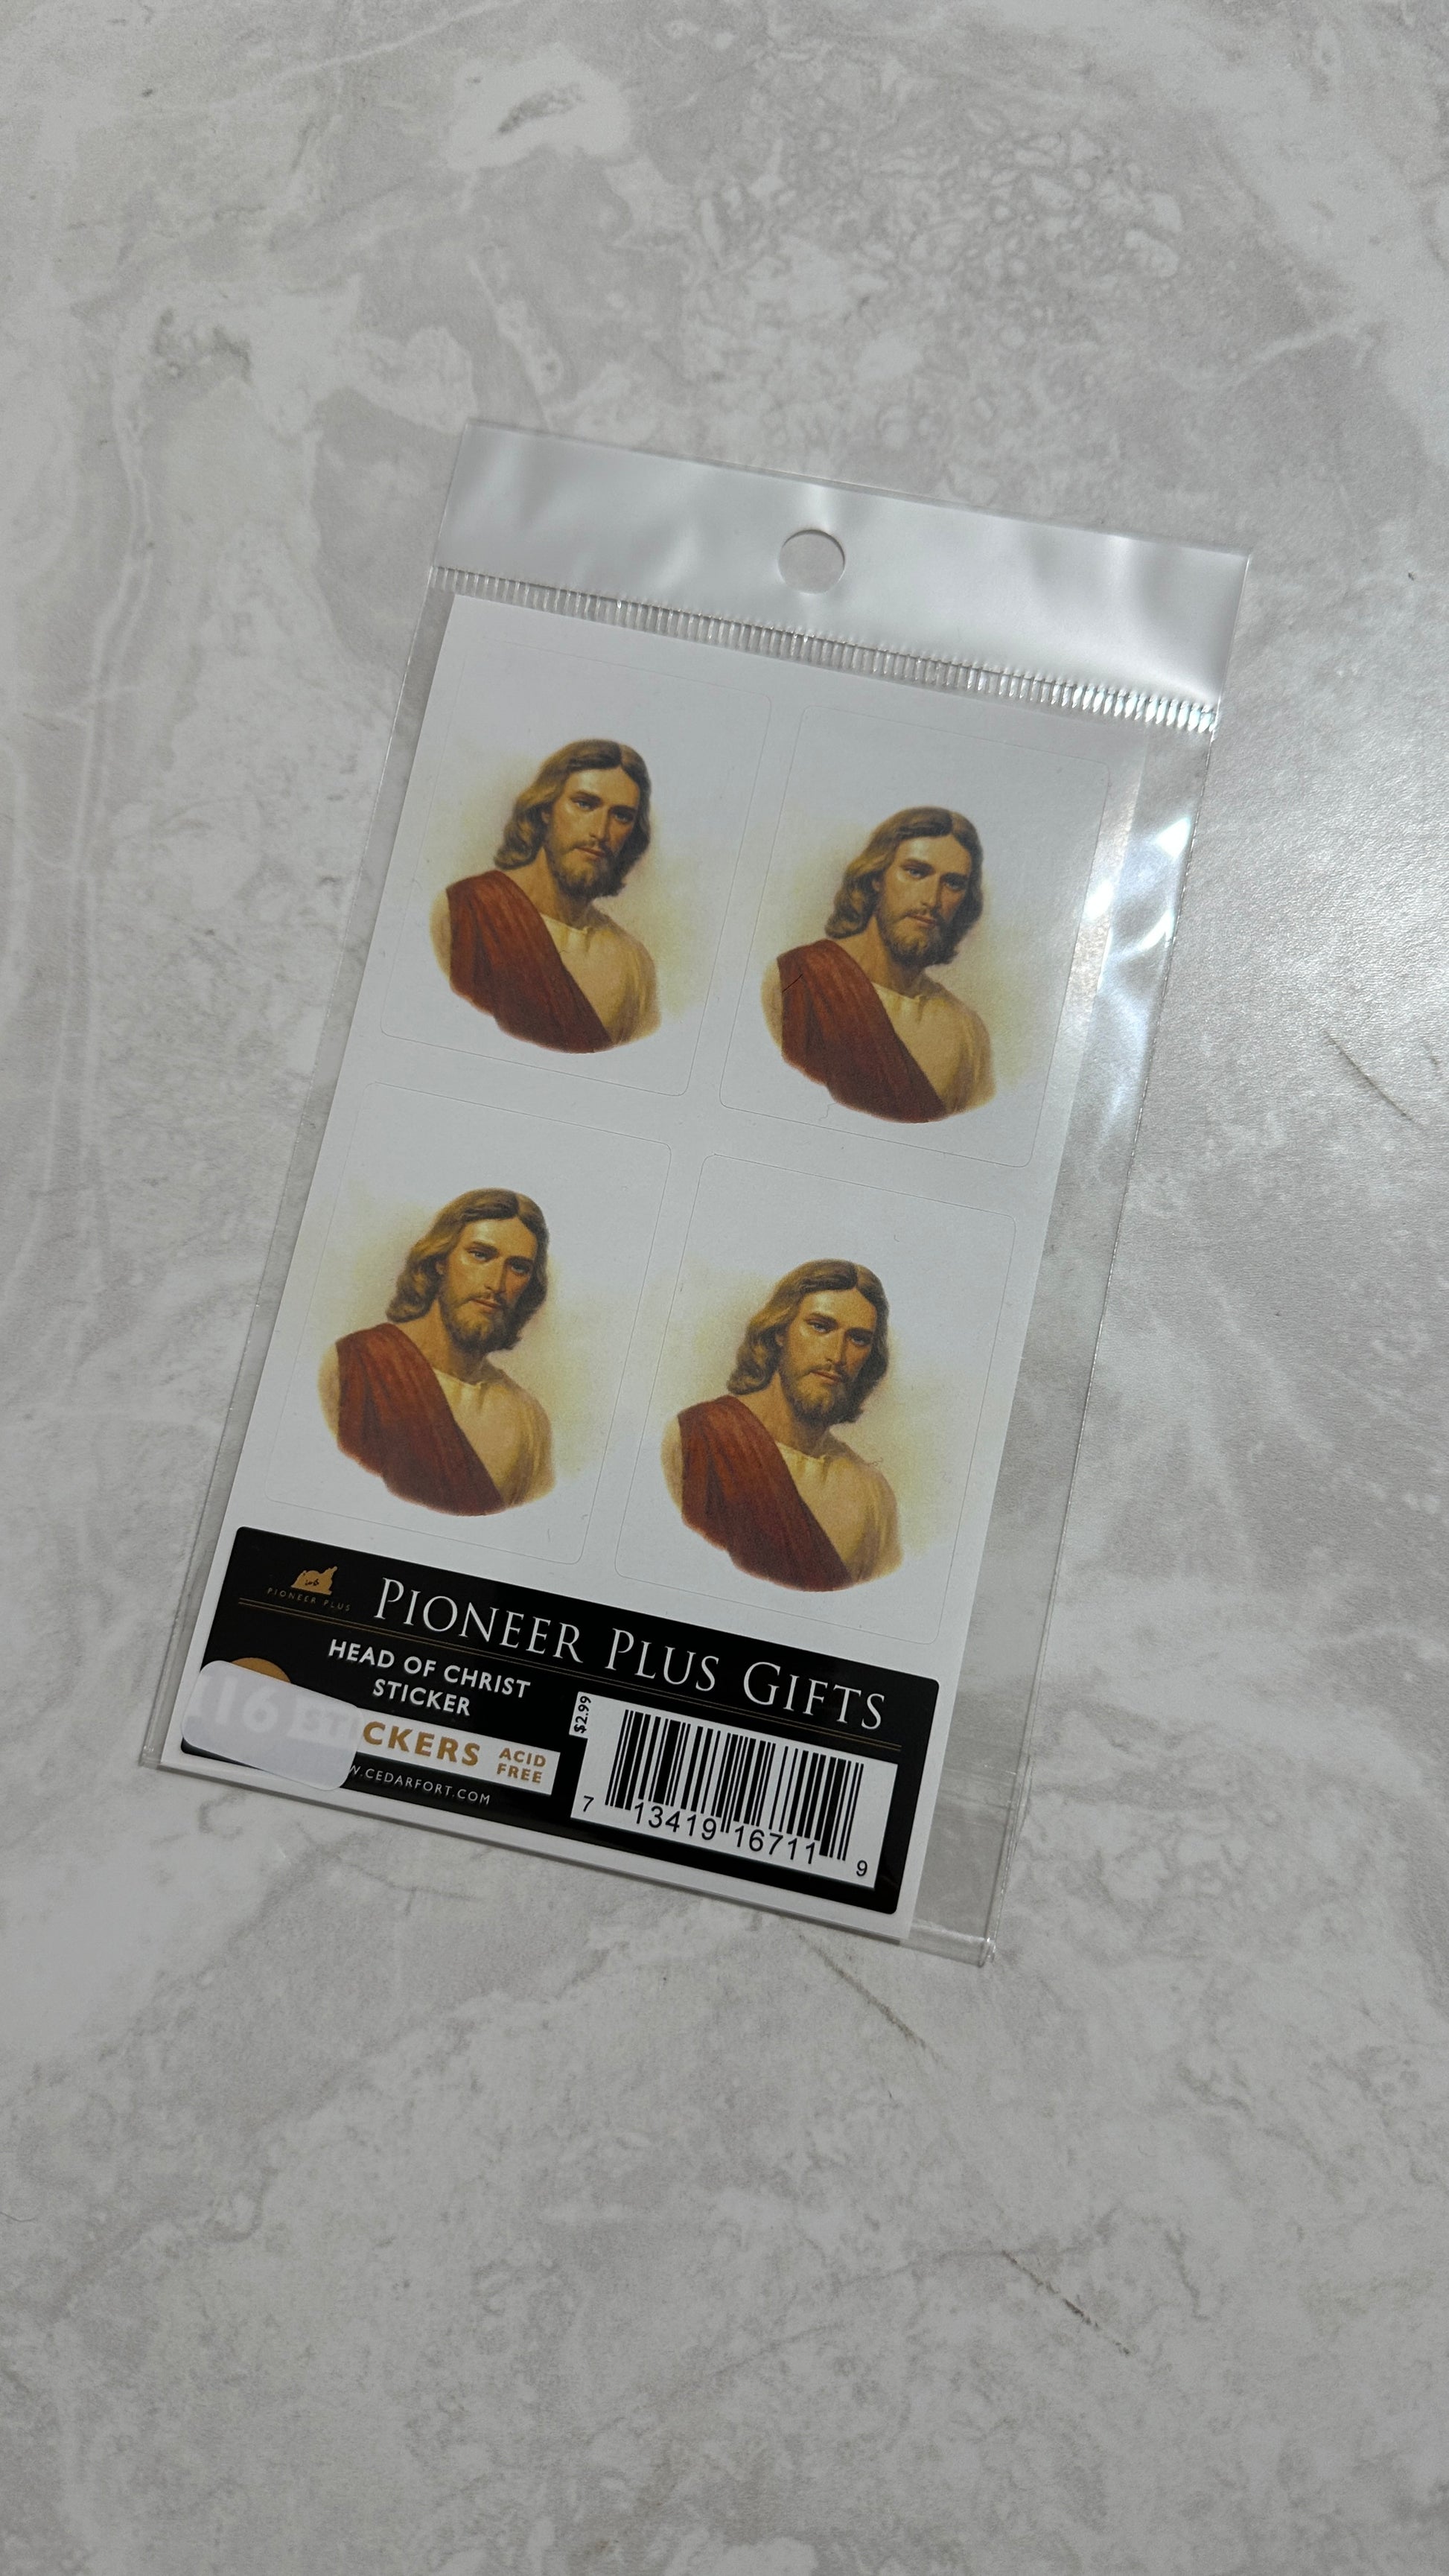 PIONEER PLUS
PIONEER PLUS GIFTS
HEAD OF CHRIST
STICKER
$2.99
CKERS ACID
FREE
W.CEDARFORT.COM
7 13419 16711 9